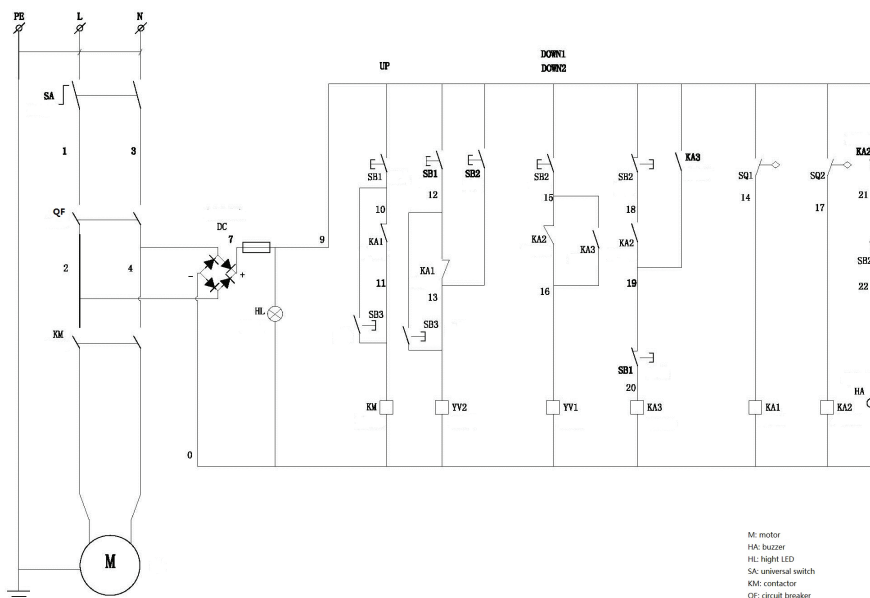 PE L N
UP
DOWN1
DOWN2
SA
1 3
SB1 SB1 SB2 SB2 SB2 KA3 SQ1 SQ2 KA2
12 15 14 21
10 18 17
QF DC
7 9
KA1 KA2 KA3 KA2
2 4 - + KA1 SB2
11 13 16 19 22
HL SB3 SB3
KM
SB1
20
KM YV2 YV1 KA3 KA1 KA2 HA
0
M
M: motor
HA: buzzer
HL: hight LED
SA: universal switch
KM: contactor
QF: circuit breaker